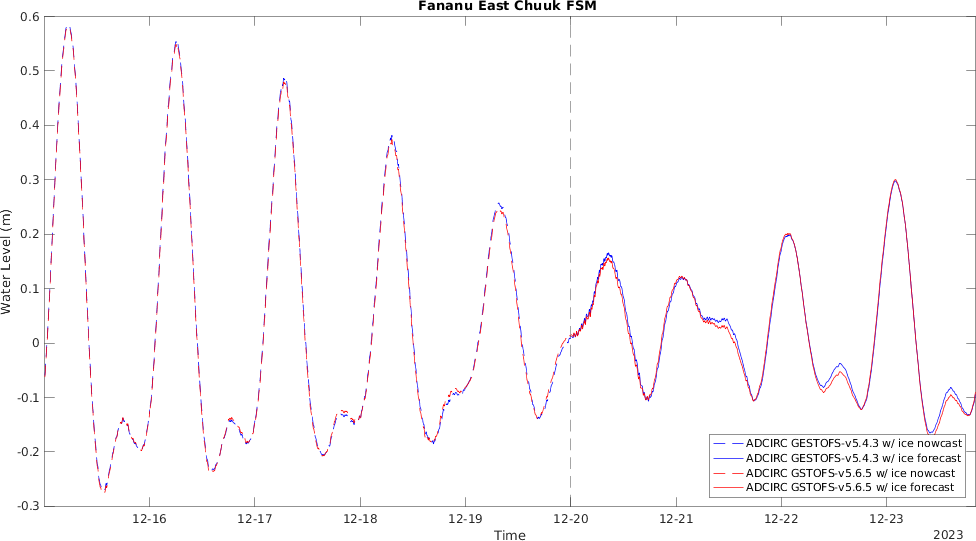 Fananu East Chuuk FSM
0.6
0.5
0.4
0.3
0.2
0.1
0
-0.1
-0.2
-0.3
Water Level (m)
ADCIRC GESTOFS-v5.4.3 w/ ice nowcast
ADCIRC GESTOFS-v5.4.3 w/ ice forecast
ADCIRC GSTOFS-v5.6.5 w/ ice nowcast
ADCIRC GSTOFS-v5.6.5 w/ ice forecast
12-16 12-17 12-18 12-19 12-20 12-21 12-22 12-23
Time
2023